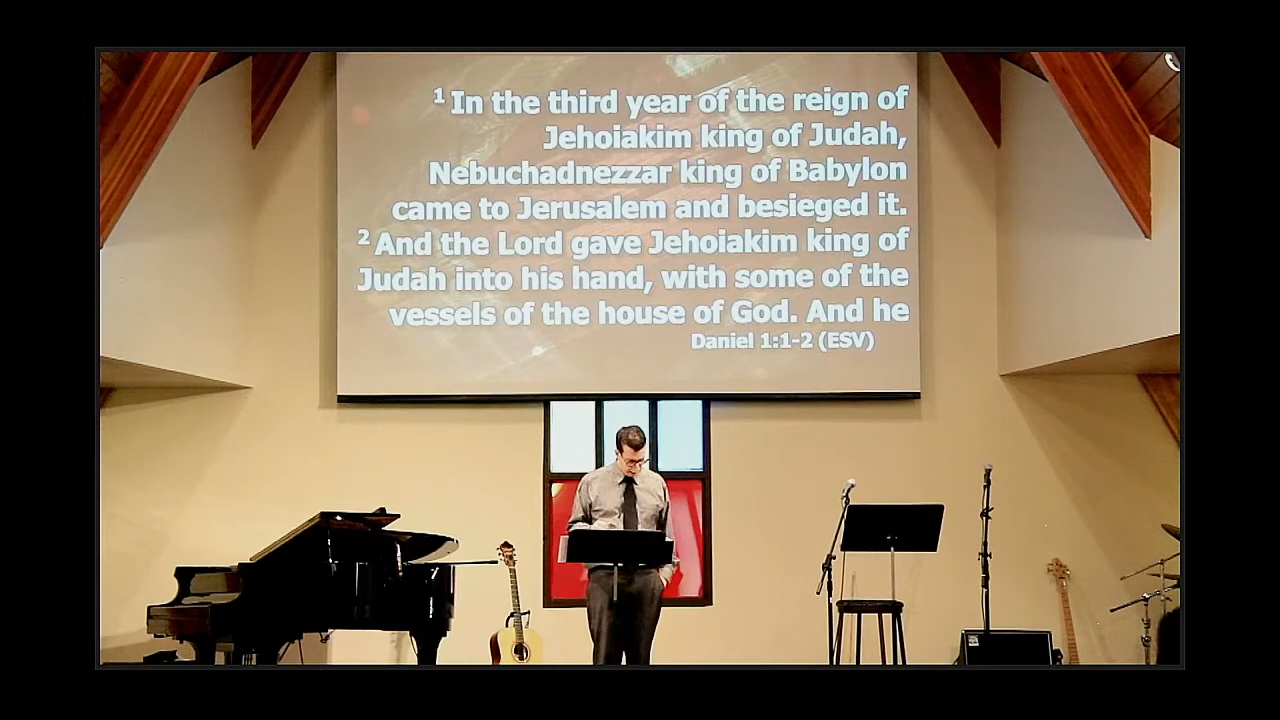 ¹ In the third year of the reign of
Jehoiakim king of Judah,
Nebuchadnezzar king of Babylon
came to Jerusalem and besieged it.
² And the Lord gave Jehoiakim king of
Judah into his hand, with some of the
vessels of the house of God. And he
Daniel 1:1-2 (ESV)